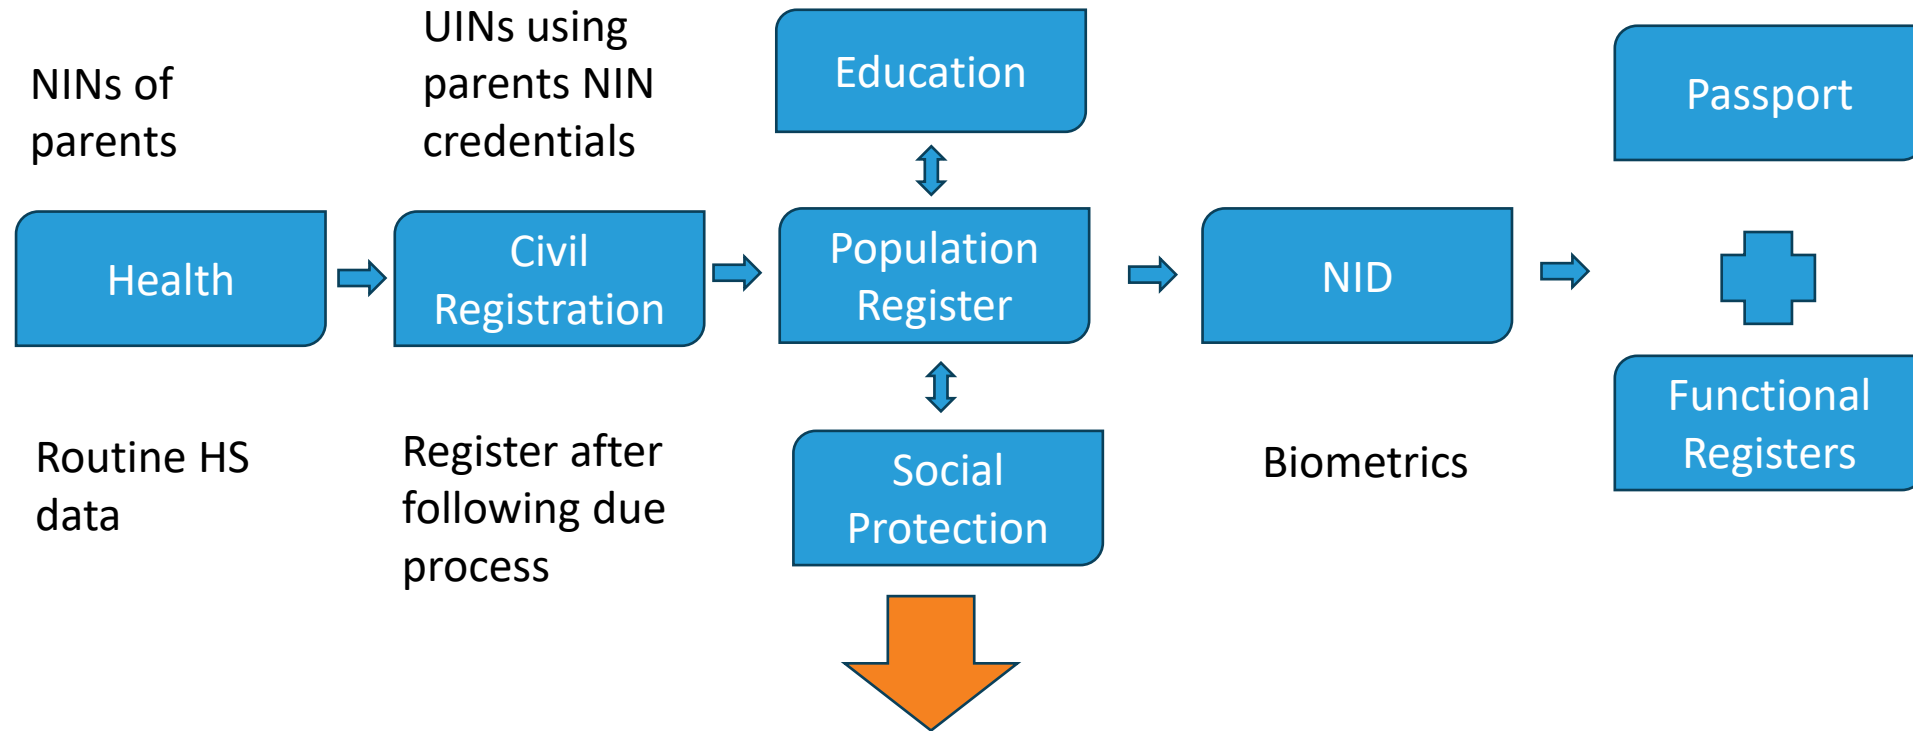 NINs of
parents
UINs using
parents NIN
credentials
Education
Passport
Health
Civil
Registration
Population
Register
NID
Functional
Registers
Routine HS
data
Register after
following due
process
Social
Protection
Biometrics